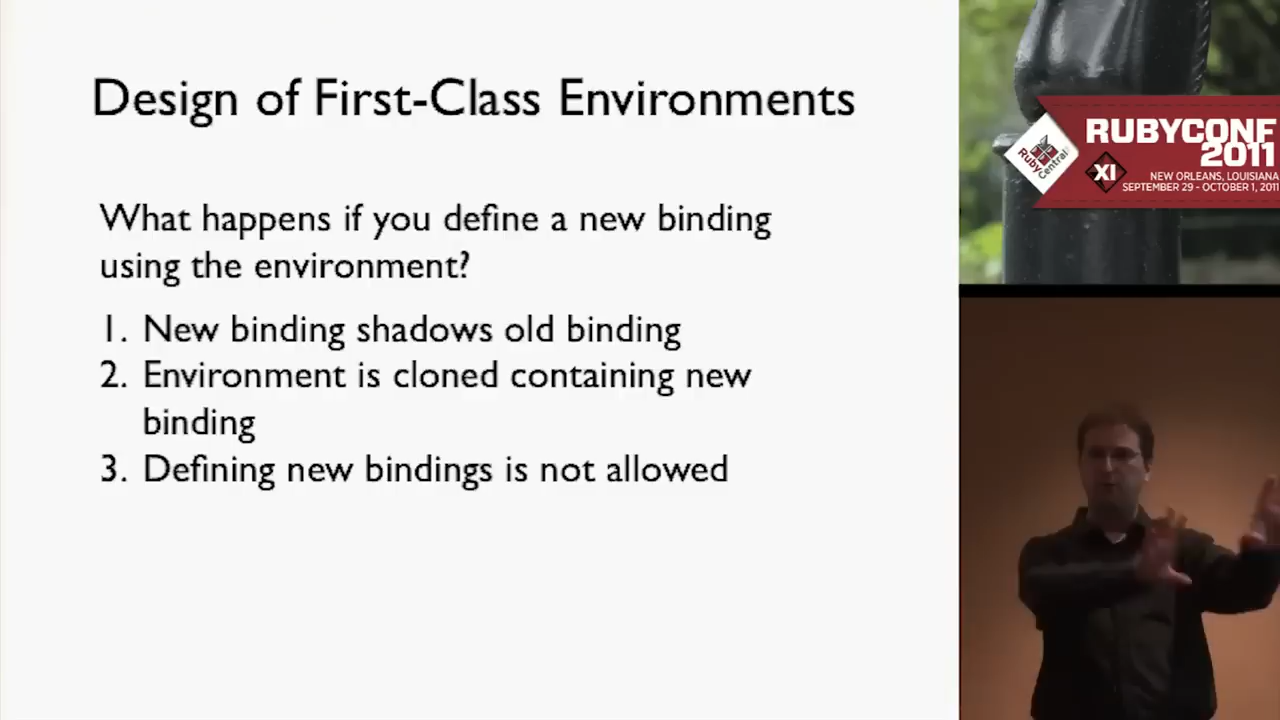 Design of First-Class Environments
What happens if you define a new binding
using the environment?
1. New binding shadows old binding
2. Environment is cloned containing new
binding
3. Defining new bindings is not allowed
RUBYCONF
2011
Ruby Central
XI
NEW ORLEANS, LOUISIANA
SEPTEMBER 29 - OCTOBER 1, 2011